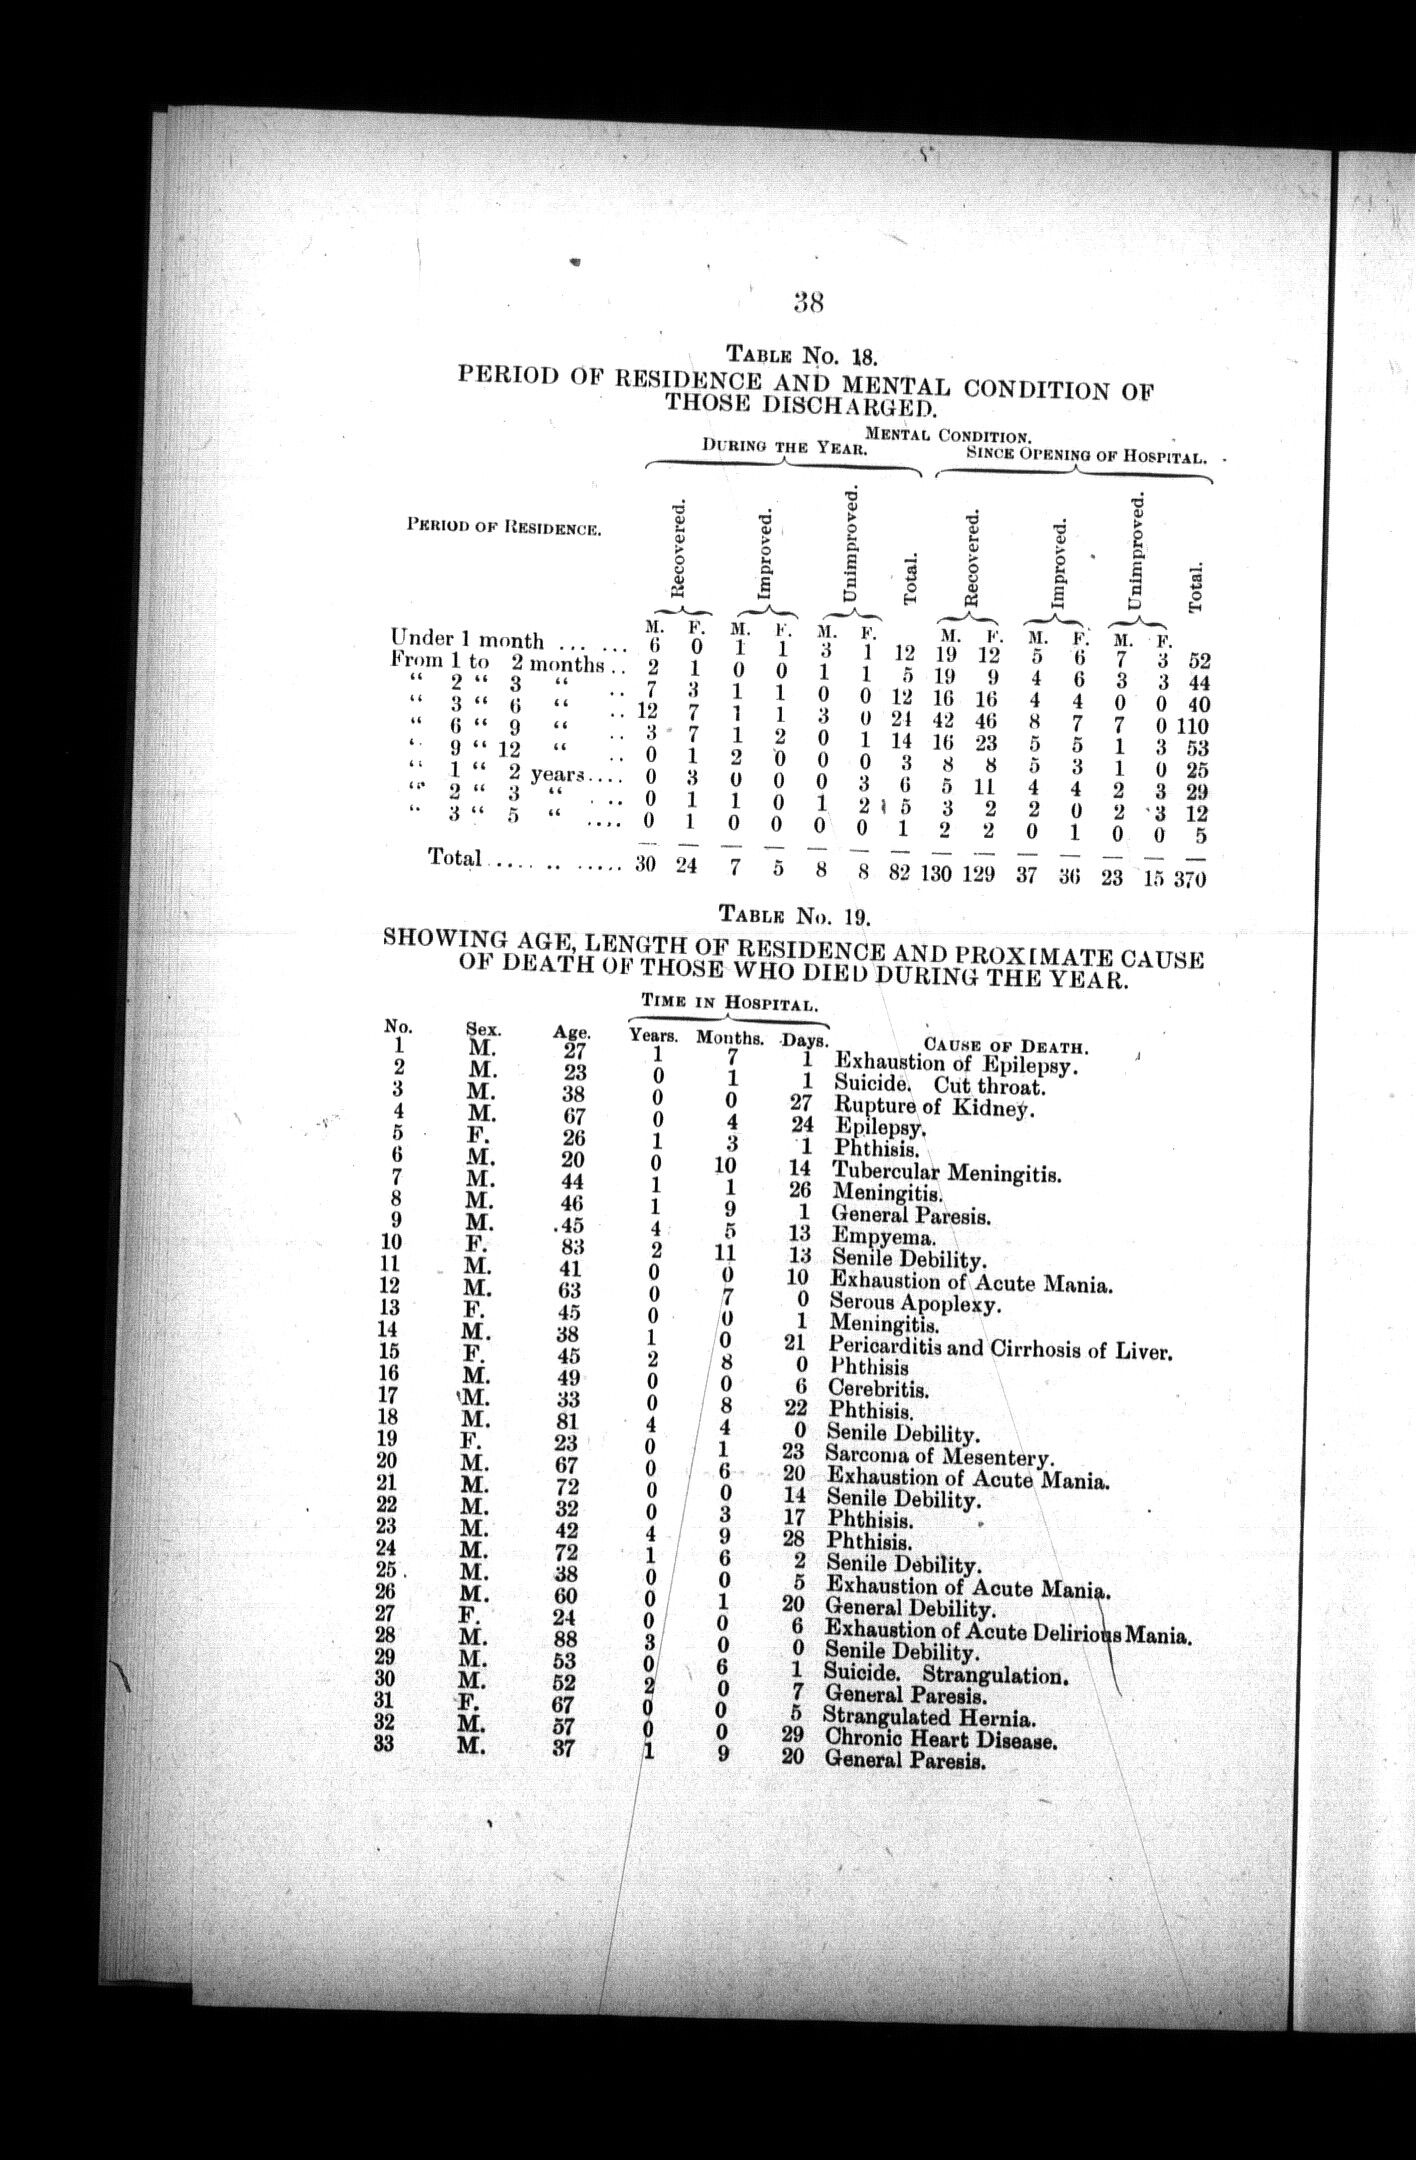 38
TABLE NO. 18.
PERIOD OF RESIDENCE AND MENTAL CONDITION OF
THOSE DISCHARGED.
MENTAL CONDITION.
DURING THE YEAR. SINCE OPENING OF HOSPITAL.
PERIOD OF RESIDENCE. Recovered. Improved. Unimproved. Total. Recovered. Improved. Unimproved. Total.
M. F. M. F. M. F. M. F. M. F. M. F.
Under 1 month ... ... 6 0 1 1 3 1 12 19 12 5 6 7 3 52
From 1 to 2 months .. 2 1 0 0 1 1 5 19 9 4 6 3 3 44
" 2 " 3 " .. 7 3 1 1 0 0 12 16 16 4 4 0 0 40
" 3 " 6 " .. 12 7 1 1 3 0 24 42 46 8 7 7 0 110
" 6 " 9 " .. 3 7 1 2 0 1 14 16 23 5 5 1 3 53
" 9 " 12 " .. 0 1 2 0 0 0 3 8 8 5 3 1 0 25
" 1 " 2 years.... 0 3 0 0 0 3 6 5 11 4 4 2 3 29
" 2 " 3 " ... 0 1 1 0 1 2 5 3 2 2 0 2 3 12
" 3 " 5 " .... 0 1 0 0 0 0 1 2 2 0 1 0 0 5
Total ..... .. ..... 30 24 7 5 8 8 82 130 129 37 36 23 15 370
TABLE NO. 19.
SHOWING AGE, LENGTH OF RESIDENCE AND PROXIMATE CAUSE
OF DEATH OF THOSE WHO DIED DURING THE YEAR.
TIME IN HOSPITAL.
No. Sex. Age. Years. Months. Days. CAUSE OF DEATH.
1 M. 27 1 7 1 Exhaustion of Epilepsy.
2 M. 23 0 1 1 Suicide. Cut throat.
3 M. 38 0 0 27 Rupture of Kidney.
4 M. 67 0 4 24 Epilepsy.
5 F. 26 1 3 1 Phthisis.
6 M. 20 0 10 14 Tubercular Meningitis.
7 M. 44 1 1 26 Meningitis.
8 M. 46 1 9 1 General Paresis.
9 M. 45 4 5 13 Empyema.
10 F. 83 2 11 13 Senile Debility.
11 M. 41 0 0 10 Exhaustion of Acute Mania.
12 M. 63 0 7 0 Serous Apoplexy.
13 F. 45 0 0 1 Meningitis.
14 M. 38 1 0 21 Pericarditis and Cirrhosis of Liver.
15 F. 45 2 8 0 Phthisis
16 M. 49 0 0 6 Cerebritis.
17 M. 33 0 8 22 Phthisis.
18 M. 81 4 4 0 Senile Debility.
19 F. 23 0 1 23 Sarcoma of Mesentery.
20 M. 67 0 6 20 Exhaustion of Acute Mania.
21 M. 72 0 0 14 Senile Debility.
22 M. 32 0 3 17 Phthisis.
23 M. 42 4 9 28 Phthisis.
24 M. 72 1 6 2 Senile Debility.
25. M. 38 0 0 5 Exhaustion of Acute Mania.
26 M. 60 0 1 20 General Debility.
27 F. 24 0 0 6 Exhaustion of Acute Delirious Mania.
28 M. 88 3 0 0 Senile Debility.
29 M. 53 0 6 1 Suicide. Strangulation.
30 M. 52 2 0 7 General Paresis.
31 F. 67 0 0 5 Strangulated Hernia.
32 M. 57 0 0 29 Chronic Heart Disease.
33 M. 37 1 9 20 General Paresis.